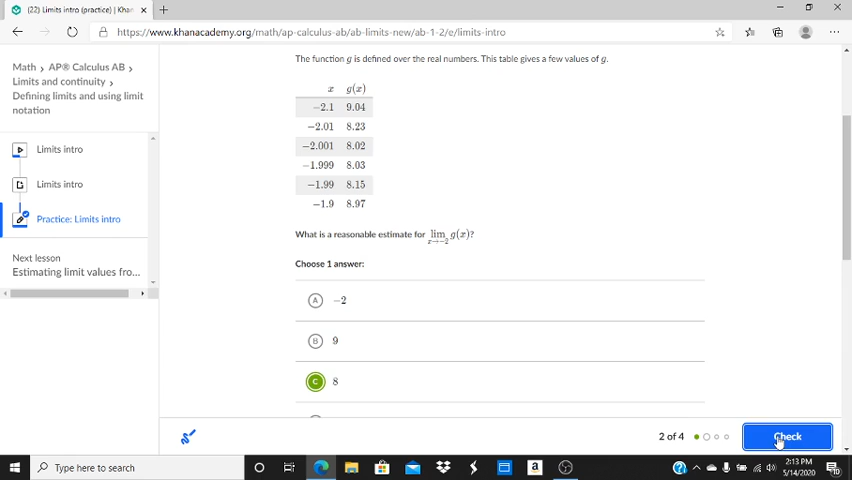 (22) Limits intro (practice) | Khan
https://www.khanacademy.org/math/ap-calculus-ab/ab-limits-new/ab-1-2/e/limits-intro
Math > AP® Calculus AB >
Limits and continuity >
Defining limits and using limit
notation
Limits intro
Limits intro
Practice: Limits intro
Next lesson
Estimating limit values fro...
The function g is defined over the real numbers. This table gives a few values of g.
x g(x)
−2.1 9.04
−2.01 8.23
−2.001 8.02
−1.999 8.03
−1.99 8.15
−1.9 8.97
What is a reasonable estimate for lim x→−2 g(x)?
Choose 1 answer:
A −2
B 9
C 8
2 of 4
Check
Type here to search
2:13 PM
5/14/2020